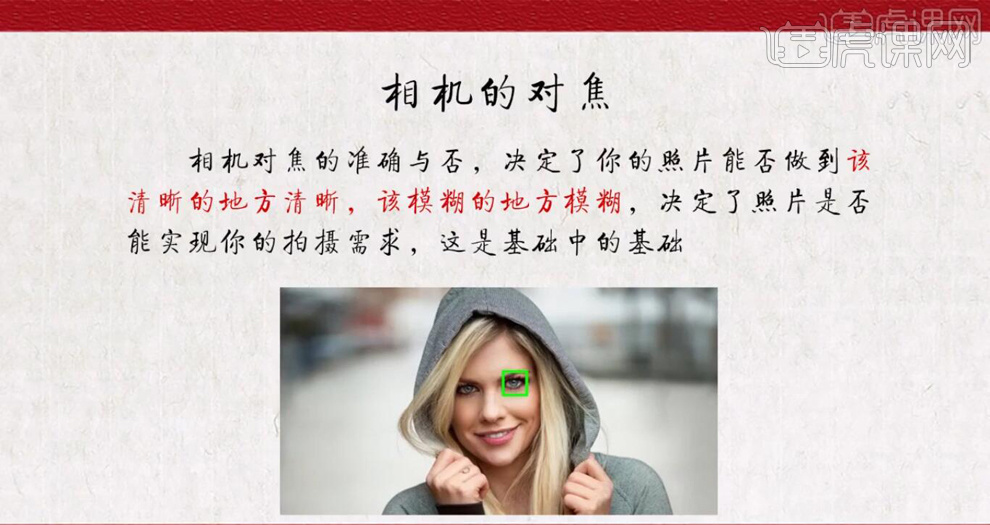 虎课网
相机的对焦
相机对焦的准确与否，决定了你的照片能否做到该
清晰的地方清晰，该模糊的地方模糊，决定了照片是否
能实现你的拍摄需求，这是基础中的基础